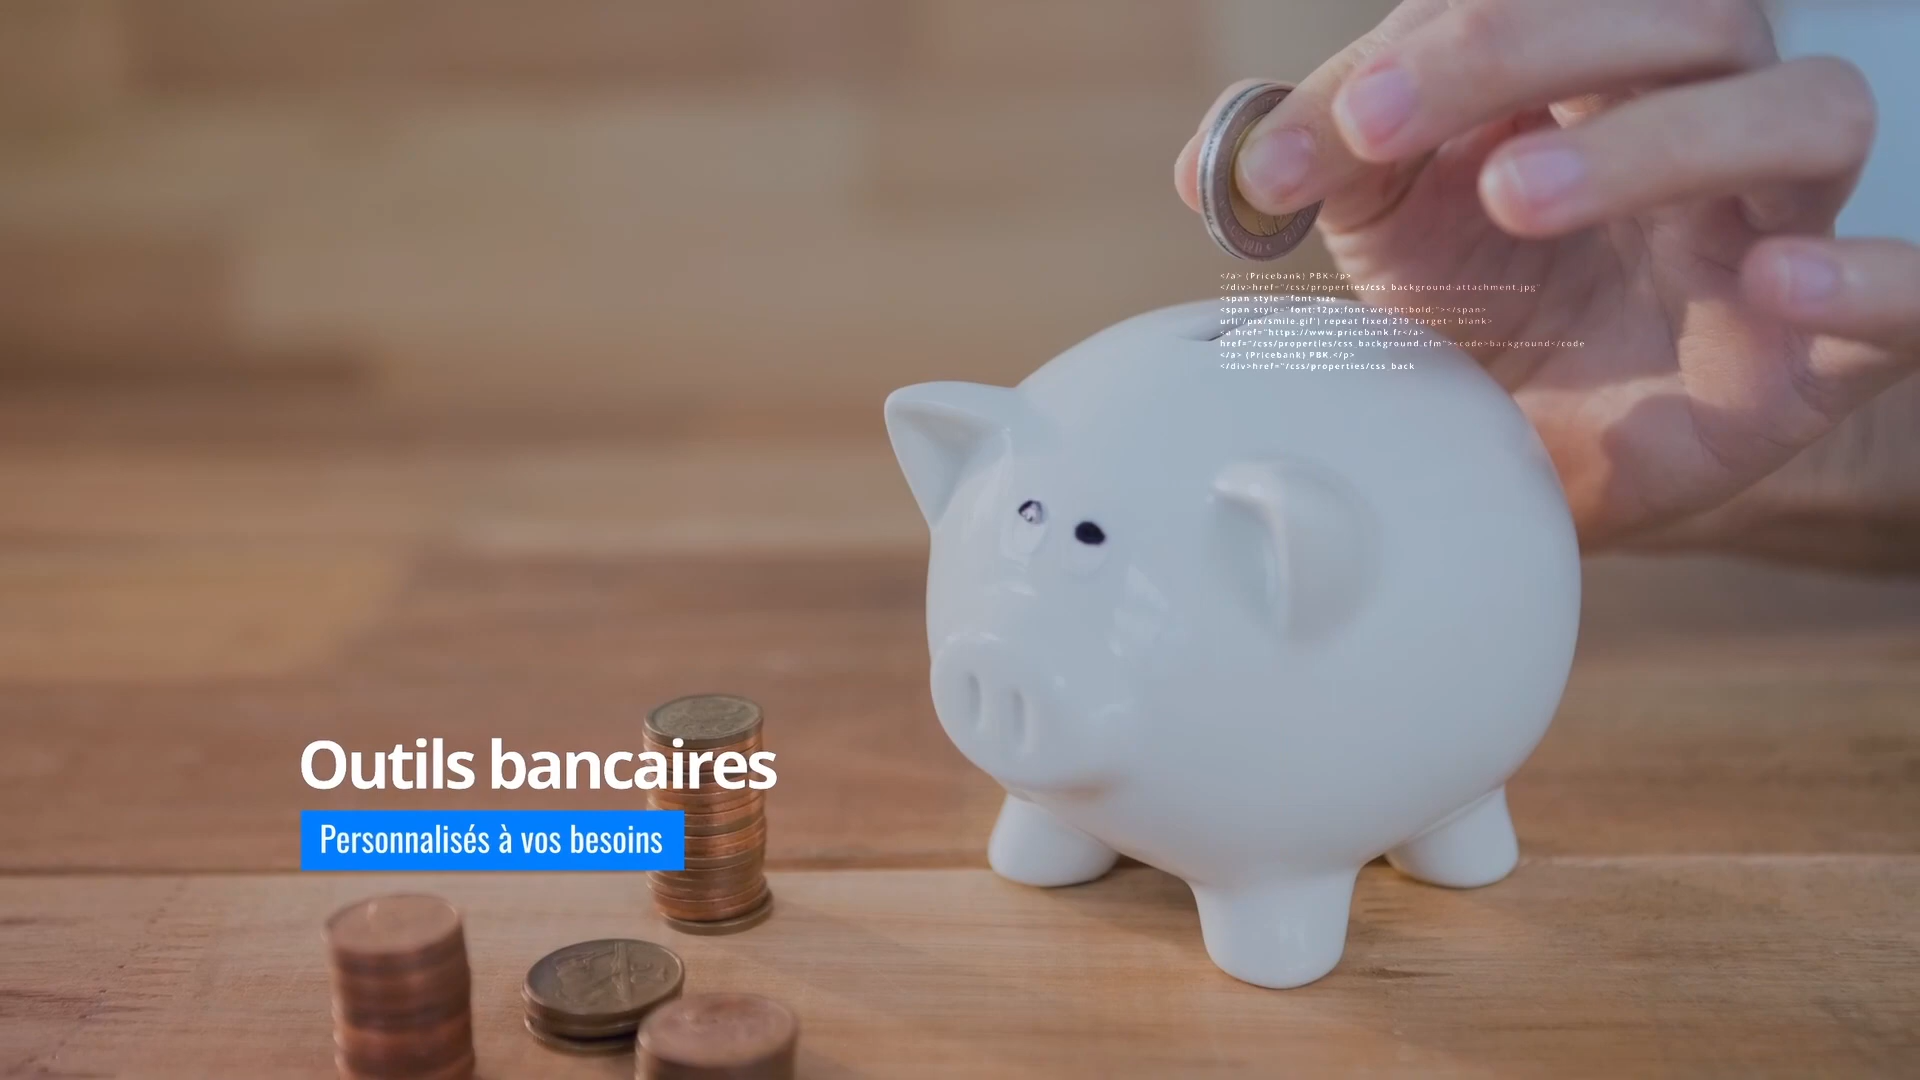 </a> (Pricebank) PBK</p>
</div>href="/css/properties/css_background-attachment.jpg"
<span style="font-size
<span style="font:12px;font-weight:bold;"></span>
url('/pix/smile.gif') repeat fixed;219"target= blank>
<a href="https://www.pricebank.fr</a>
href="/css/properties/css_background.cfm"><code>background</code
</a> (Pricebank) PBK.</p>
</div>href="/css/properties/css_back
Outils bancaires
Personnalisés à vos besoins